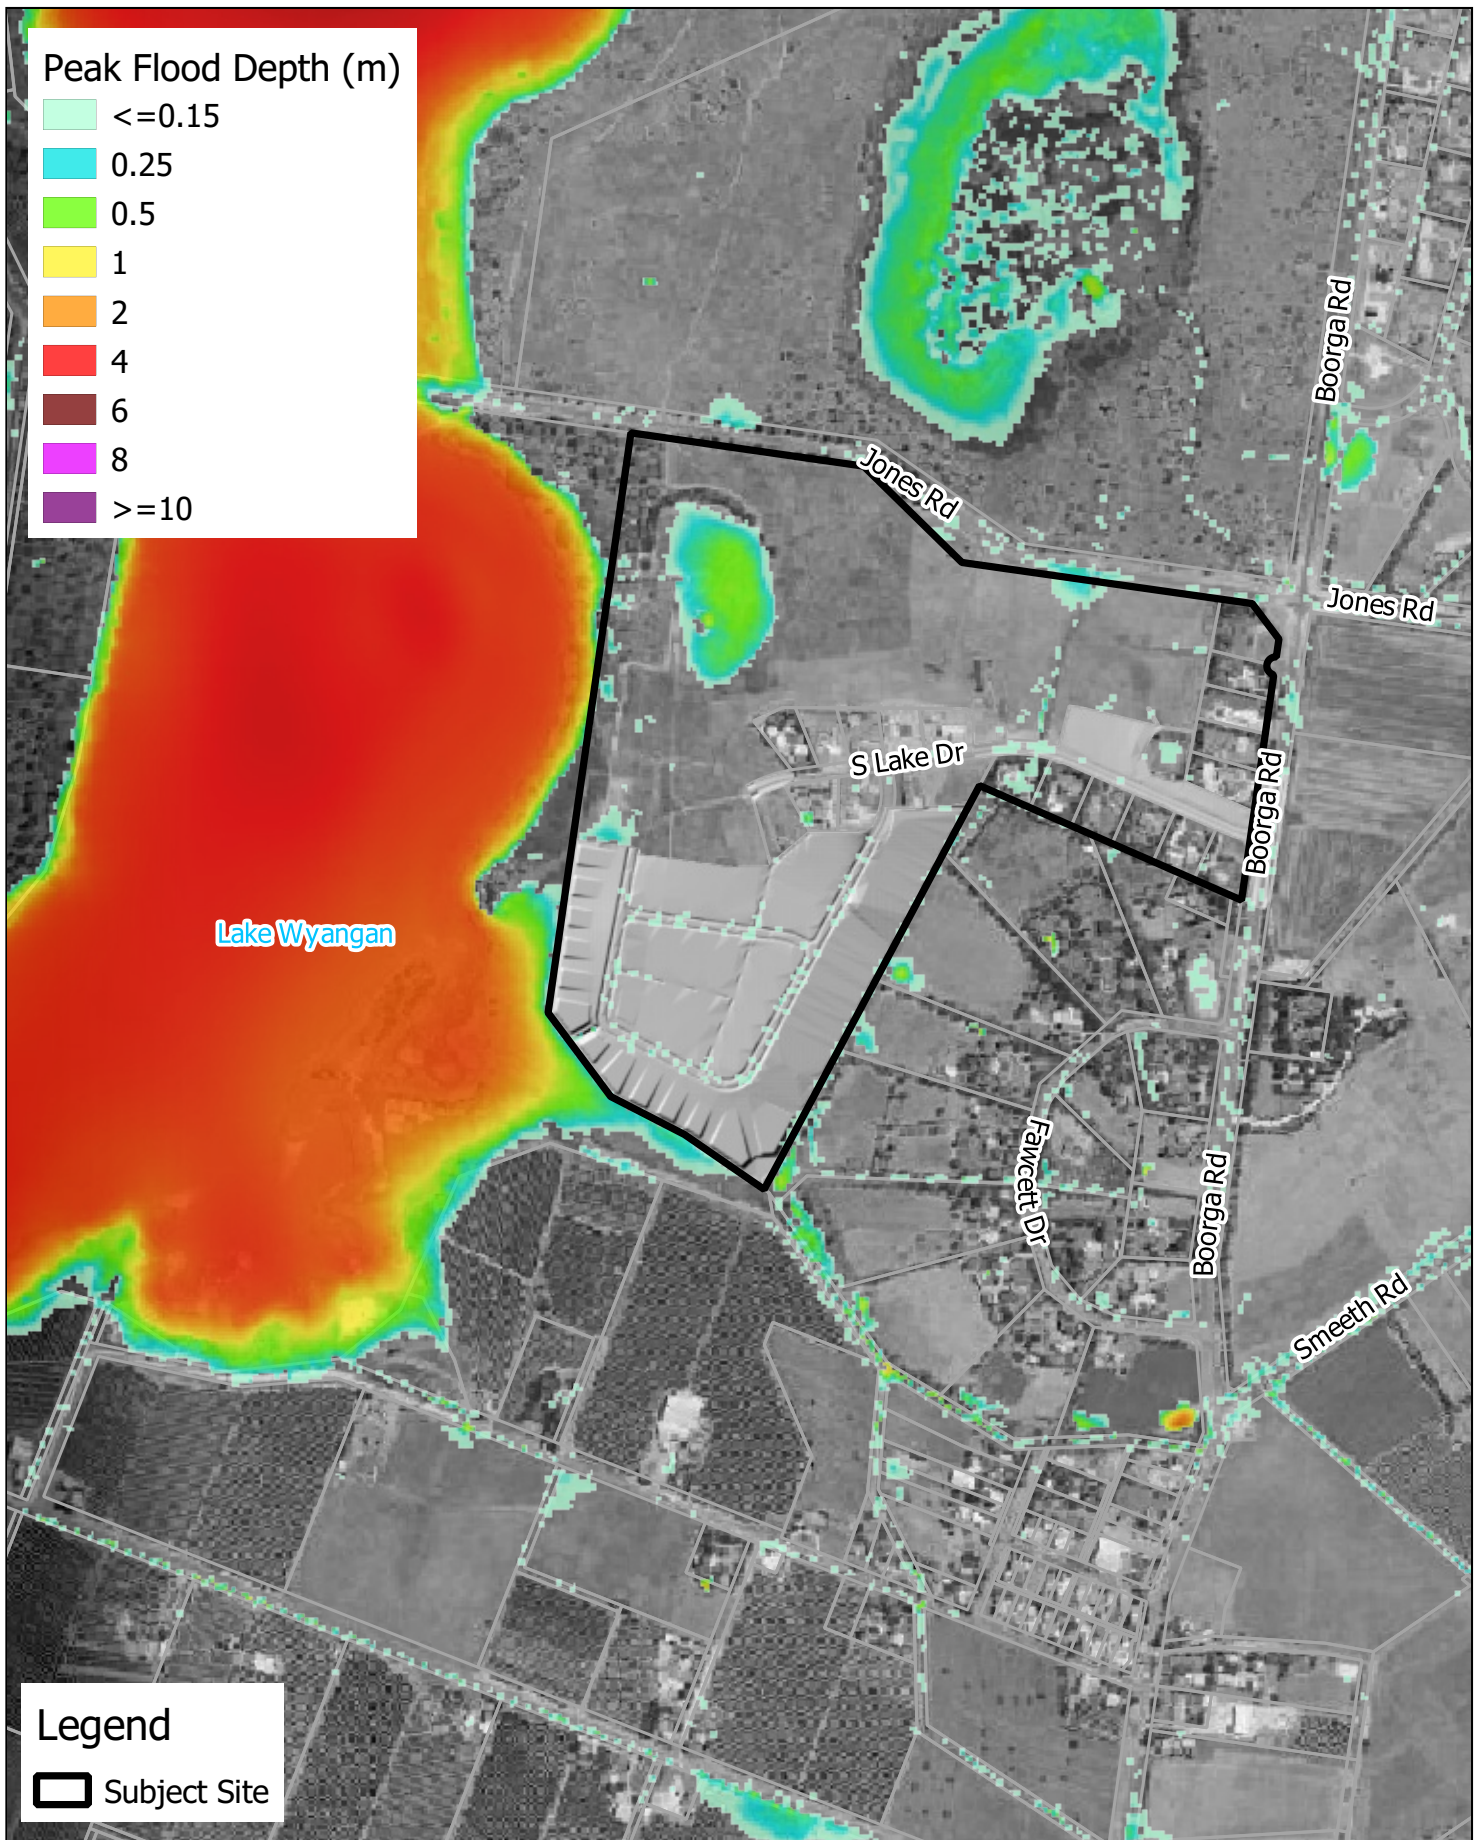 Peak Flood Depth (m)
<=0.15
0.25
0.5
1
2
4
6
8
>=10
Boorga Rd
Jones Rd
Jones Rd
S Lake Dr
Boorga Rd
Lake Wyangan
Fawcett Dr
Boorga Rd
Smeeth Rd
Legend
Subject Site